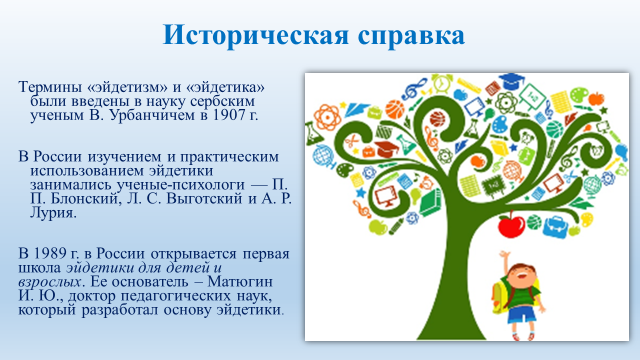 Историческая справка
Термины «эйдетизм» и «эйдетика»
были введены в науку сербским
ученым В. Урбанчичем в 1907 г.
В России изучением и практическим
использованием эйдетики
занимались ученые-психологи — П.
П. Блонский, Л. С. Выготский и А. Р.
Лурия.
В 1989 г. в России открывается первая
школа эйдетики для детей и
взрослых. Ее основатель – Матюгин
И. Ю., доктор педагогических наук,
который разработал основу эйдетики.